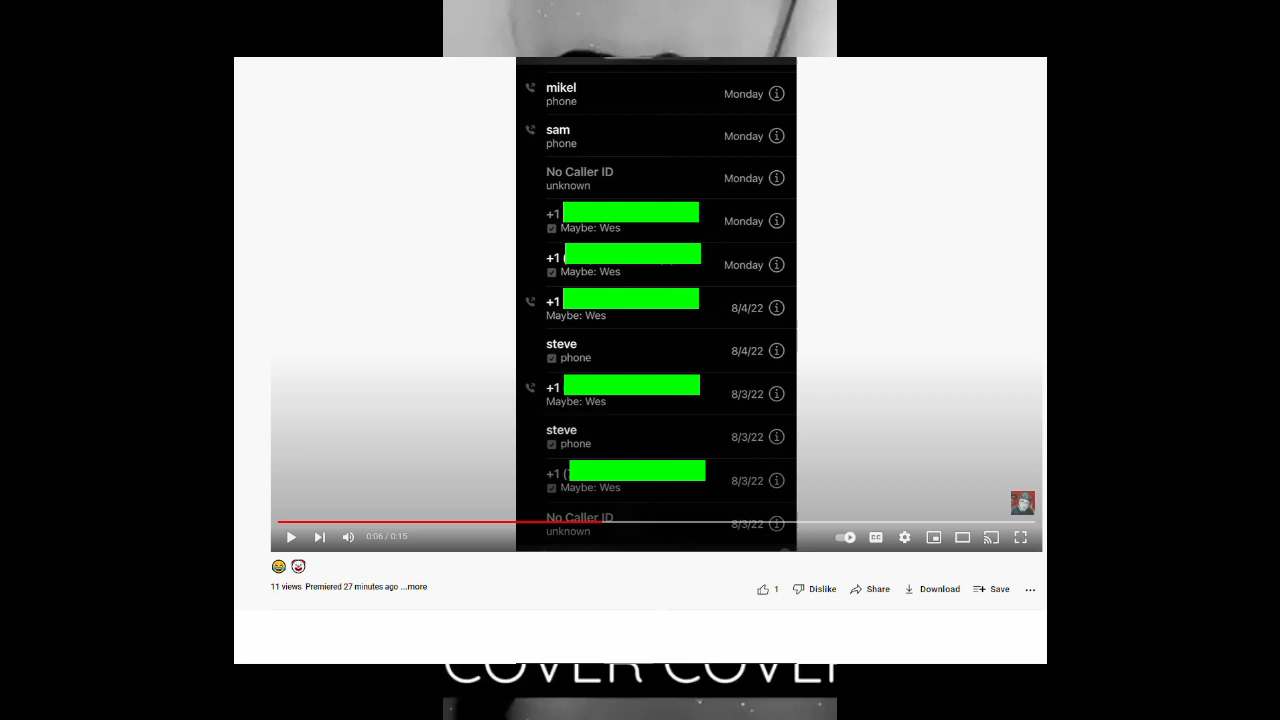 mikel
phone
Monday
sam
phone
Monday
No Caller ID
unknown
Monday
+1
Maybe: Wes
Monday
+1 (
Maybe: Wes
Monday
+1
Maybe: Wes
8/4/22
steve
phone
8/4/22
+1
Maybe: Wes
8/3/22
steve
phone
8/3/22
+1 (
Maybe: Wes
8/3/22
No Caller ID
unknown
8/3/22
0:06 / 0:15
CC
11 views Premiered 27 minutes ago ...more
1 Dislike Share Download Save
COVER COVER